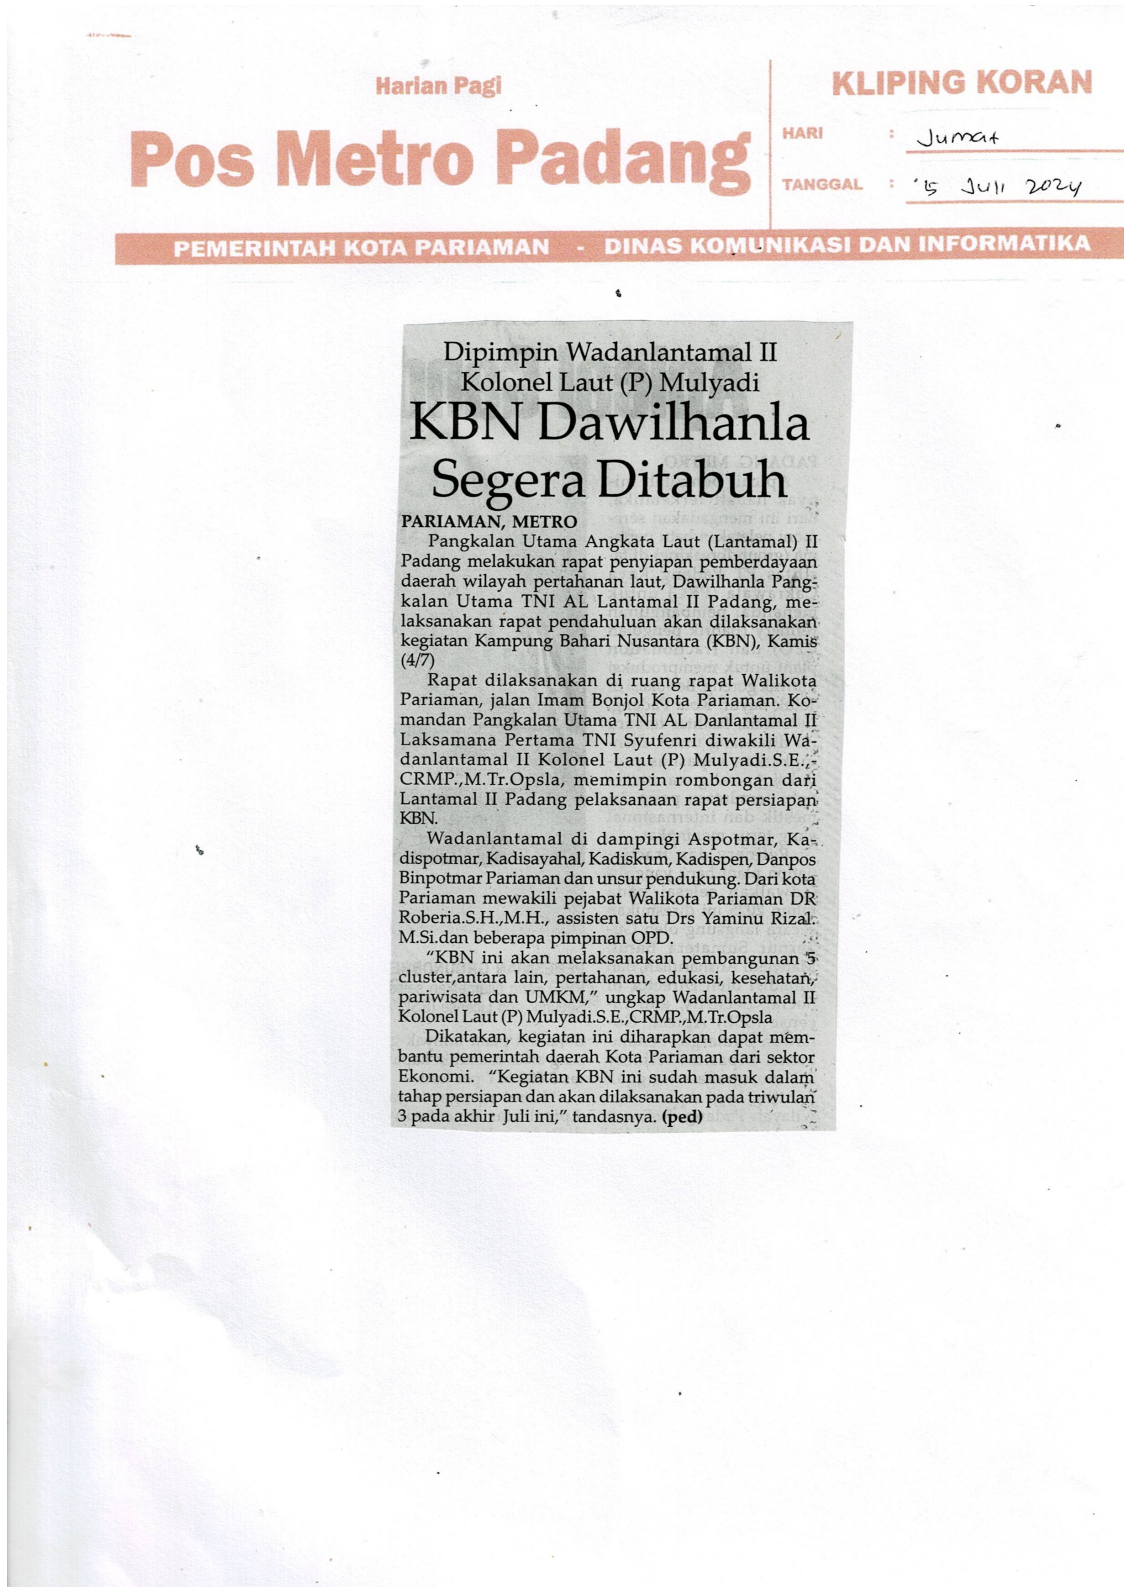 Harian Pagi
Pos Metro Padang
KLIPING KORAN
HARI : Jumat
TANGGAL : 5 Juli 2024
PEMERINTAH KOTA PARIAMAN - DINAS KOMUNIKASI DAN INFORMATIKA
Dipimpin Wadanlantamal II
Kolonel Laut (P) Mulyadi
KBN Dawilhanla
Segera Ditabuh
PARIAMAN, METRO
Pangkalan Utama Angkata Laut (Lantamal) II
Padang melakukan rapat penyiapan pemberdayaan
daerah wilayah pertahanan laut, Dawilhanla Pang-
kalan Utama TNI AL Lantamal II Padang, me-
laksanakan rapat pendahuluan akan dilaksanakan
kegiatan Kampung Bahari Nusantara (KBN), Kamis
(4/7)
Rapat dilaksanakan di ruang rapat Walikota
Pariaman, jalan Imam Bonjol Kota Pariaman. Ko-
mandan Pangkalan Utama TNI AL Danlantamal II
Laksamana Pertama TNI Syufenri diwakili Wa-
danlantamal II Kolonel Laut (P) Mulyadi.S.E.,-
CRMP.,M.Tr.Opsla, memimpin rombongan dari
Lantamal II Padang pelaksanaan rapat persiapan
KBN.
Wadanlantamal di dampingi Aspotmar, Ka-
dispotmar, Kadisayahal, Kadiskum, Kadispen, Danpos
Binpotmar Pariaman dan unsur pendukung. Dari kota
Pariaman mewakili pejabat Walikota Pariaman DR
Roberia.S.H.,M.H., assisten satu Drs Yaminu Rizal.
M.Si.dan beberapa pimpinan OPD.
"KBN ini akan melaksanakan pembangunan 5
cluster,antara lain, pertahanan, edukasi, kesehatan,
pariwisata dan UMKM," ungkap Wadanlantamal II
Kolonel Laut (P) Mulyadi.S.E.,CRMP.,M.Tr.Opsla
Dikatakan, kegiatan ini diharapkan dapat mem-
bantu pemerintah daerah Kota Pariaman dari sektor
Ekonomi. "Kegiatan KBN ini sudah masuk dalam
tahap persiapan dan akan dilaksanakan pada triwulan
3 pada akhir Juli ini," tandasnya. (ped)